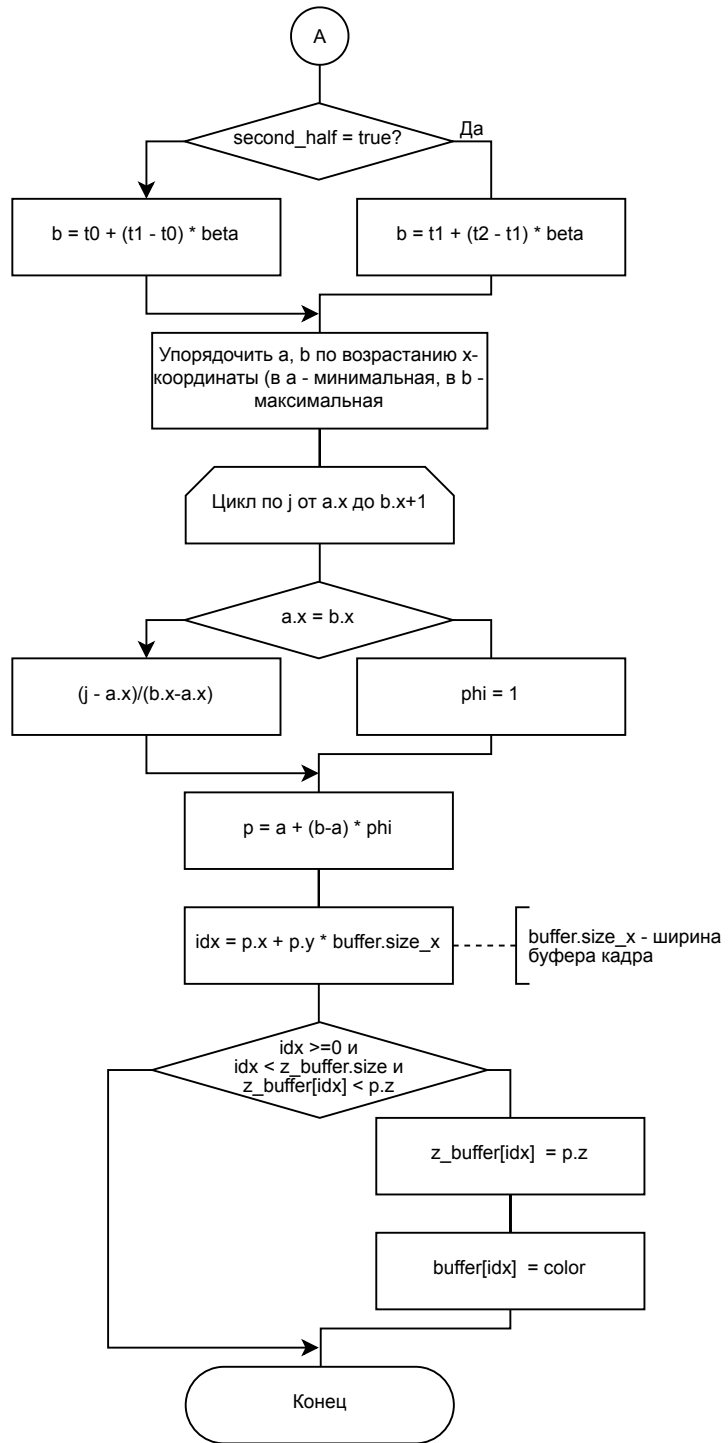 A
second_half = true?
Да
b = t0 + (t1 - t0) * beta
b = t1 + (t2 - t1) * beta
Упорядочить a, b по возрастанию x-
координаты (в a - минимальная, в b -
максимальная
Цикл по j от a.x до b.x+1
a.x = b.x
(j - a.x)/(b.x-a.x)
phi = 1
p = a + (b-a) * phi
idx = p.x + p.y * buffer.size_x
buffer.size_x - ширина
буфера кадра
idx >=0 и
idx < z_buffer.size и
z_buffer[idx] < p.z
z_buffer[idx] = p.z
buffer[idx] = color
Конец